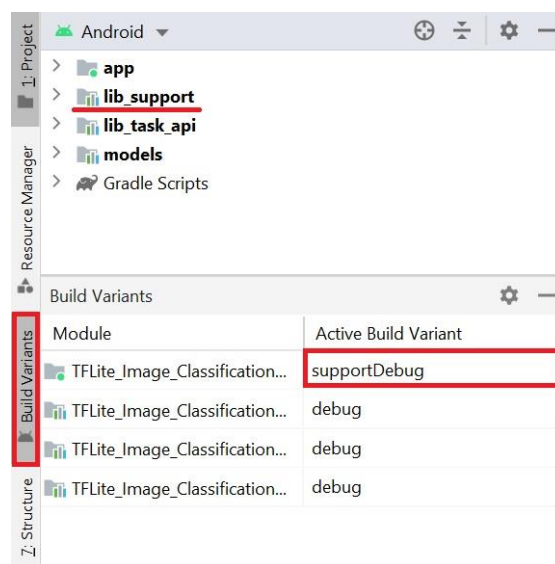 1: Project
Resource Manager
Build Variants
7: Structure
Android
app
lib_support
lib_task_api
models
Gradle Scripts
Build Variants
Module Active Build Variant
TFLite_Image_Classification... supportDebug
TFLite_Image_Classification... debug
TFLite_Image_Classification... debug
TFLite_Image_Classification... debug